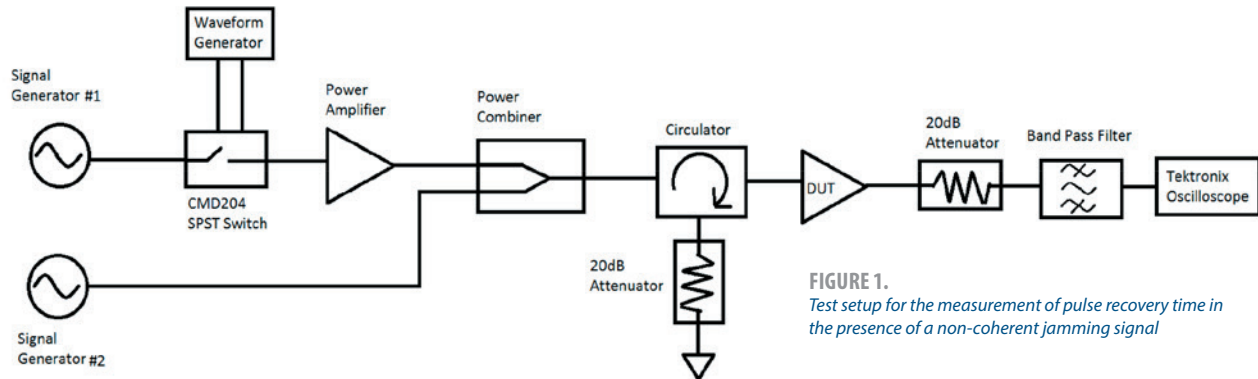 Waveform
Generator
Signal
Generator #1
CMD204
SPST Switch
Power
Amplifier
Power
Combiner
Circulator
20dB
Attenuator
DUT
20dB
Attenuator
Band Pass Filter
Tektronix
Oscilloscope
Signal
Generator #2
FIGURE 1.
Test setup for the measurement of pulse recovery time in
the presence of a non-coherent jamming signal